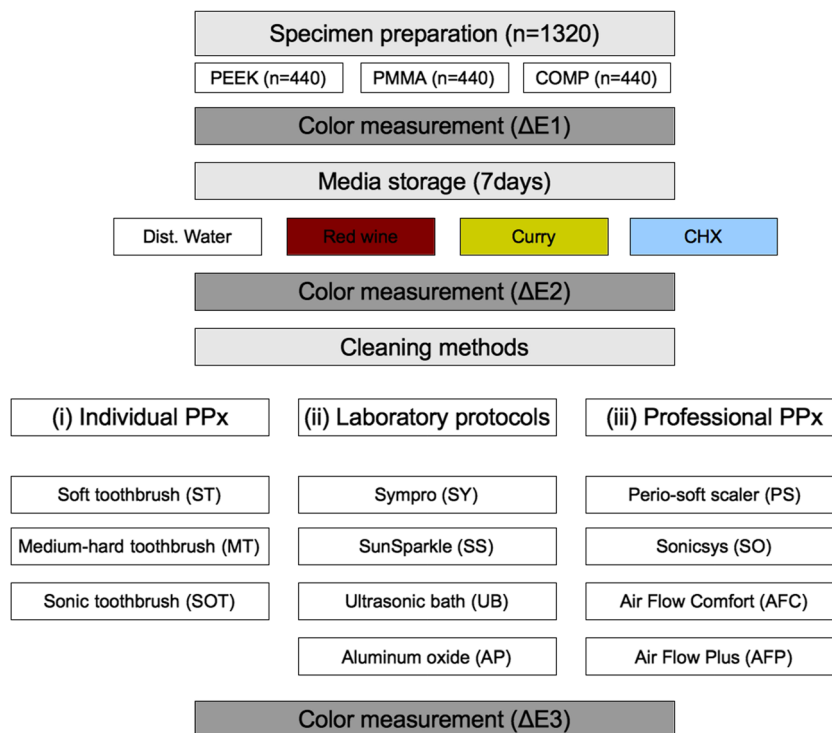 Specimen preparation (n=1320)
PEEK (n=440) PMMA (n=440) COMP (n=440)
Color measurement (ΔE1)
Media storage (7days)
Dist. Water Red wine Curry CHX
Color measurement (ΔE2)
Cleaning methods
(i) Individual PPx (ii) Laboratory protocols (iii) Professional PPx
Soft toothbrush (ST) Sympro (SY) Perio-soft scaler (PS)
Medium-hard toothbrush (MT) SunSparkle (SS) Sonicsys (SO)
Sonic toothbrush (SOT) Ultrasonic bath (UB) Air Flow Comfort (AFC)
Aluminum oxide (AP) Air Flow Plus (AFP)
Color measurement (ΔE3)